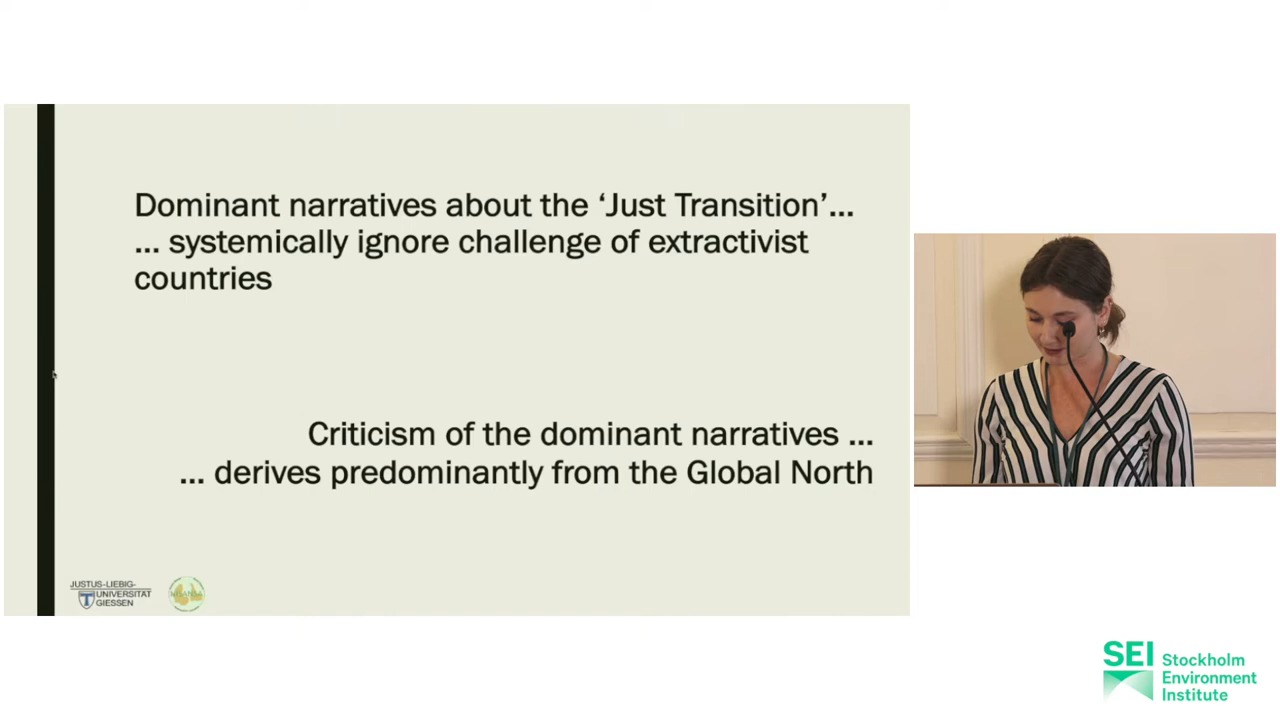 Dominant narratives about the ‘Just Transition’...
... systemically ignore challenge of extractivist
countries
Criticism of the dominant narratives ...
... derives predominantly from the Global North
JUSTUS-LIEBIG-
UNIVERSITÄT
GIESSEN
SEI Stockholm
Environment
Institute